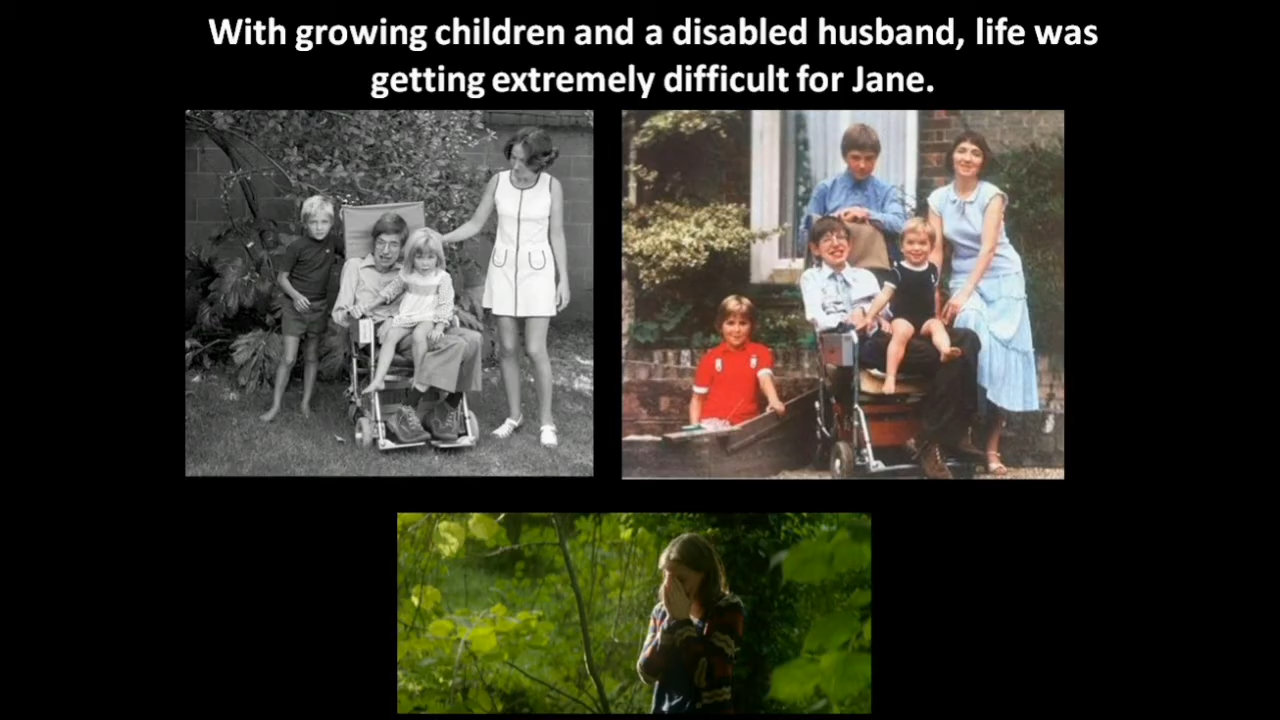 With growing children and a disabled husband, life was
getting extremely difficult for Jane.